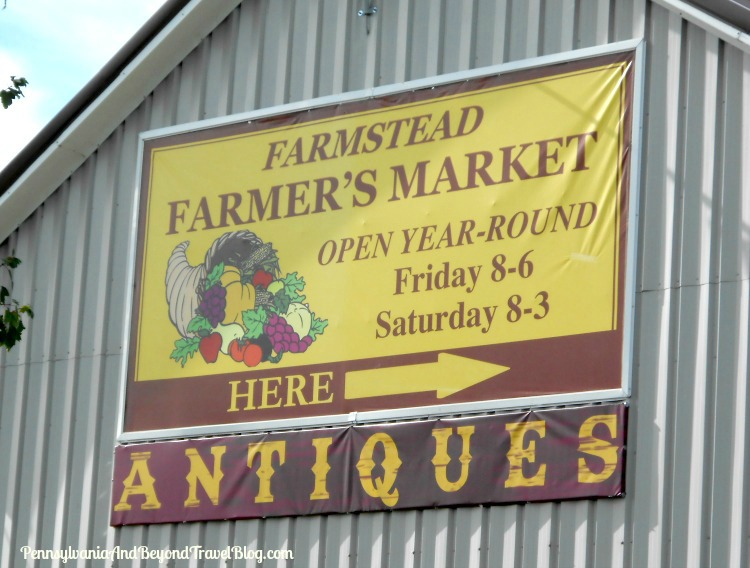 FARMSTEAD
FARMER'S MARKET
OPEN YEAR-ROUND
Friday 8-6
Saturday 8-3
HERE
ANTIQUES
PennsylvaniaAndBeyondTravelBlog.com